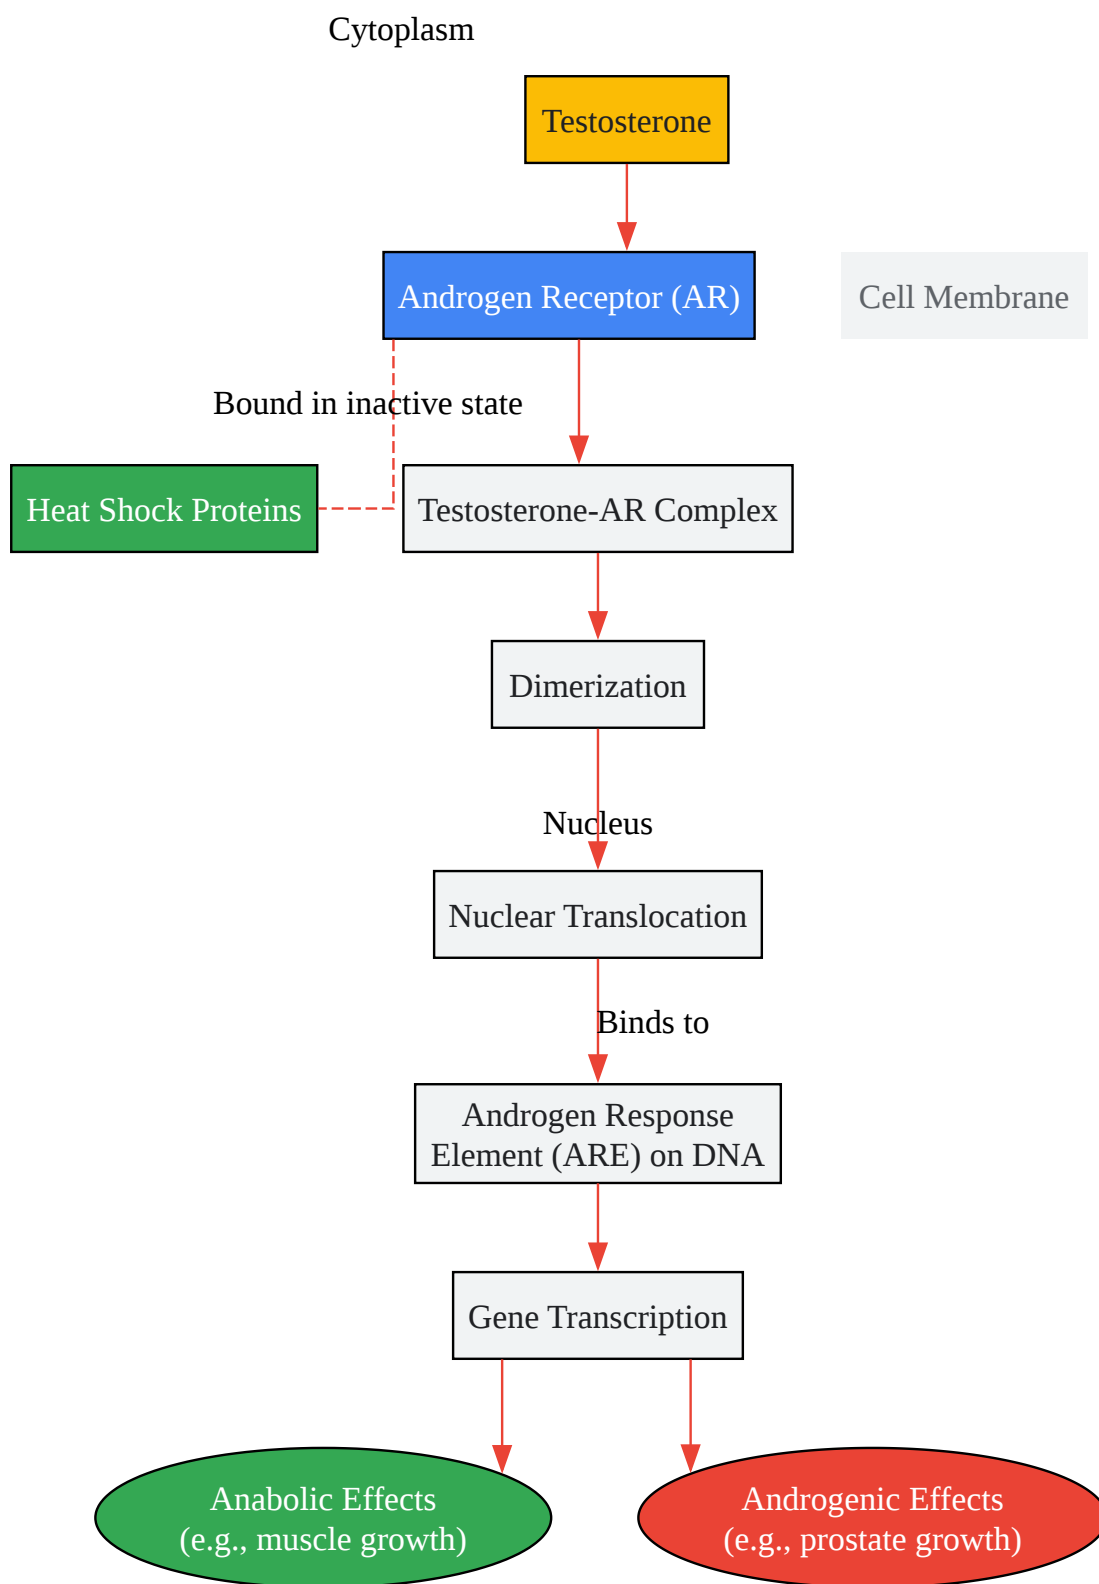 Cytoplasm
Testosterone
Androgen Receptor (AR)
Cell Membrane
Bound in inactive state
Heat Shock Proteins
Testosterone-AR Complex
Dimerization
Nucleus
Nuclear Translocation
Binds to
Androgen Response
Element (ARE) on DNA
Gene Transcription
Anabolic Effects
(e.g., muscle growth)
Androgenic Effects
(e.g., prostate growth)